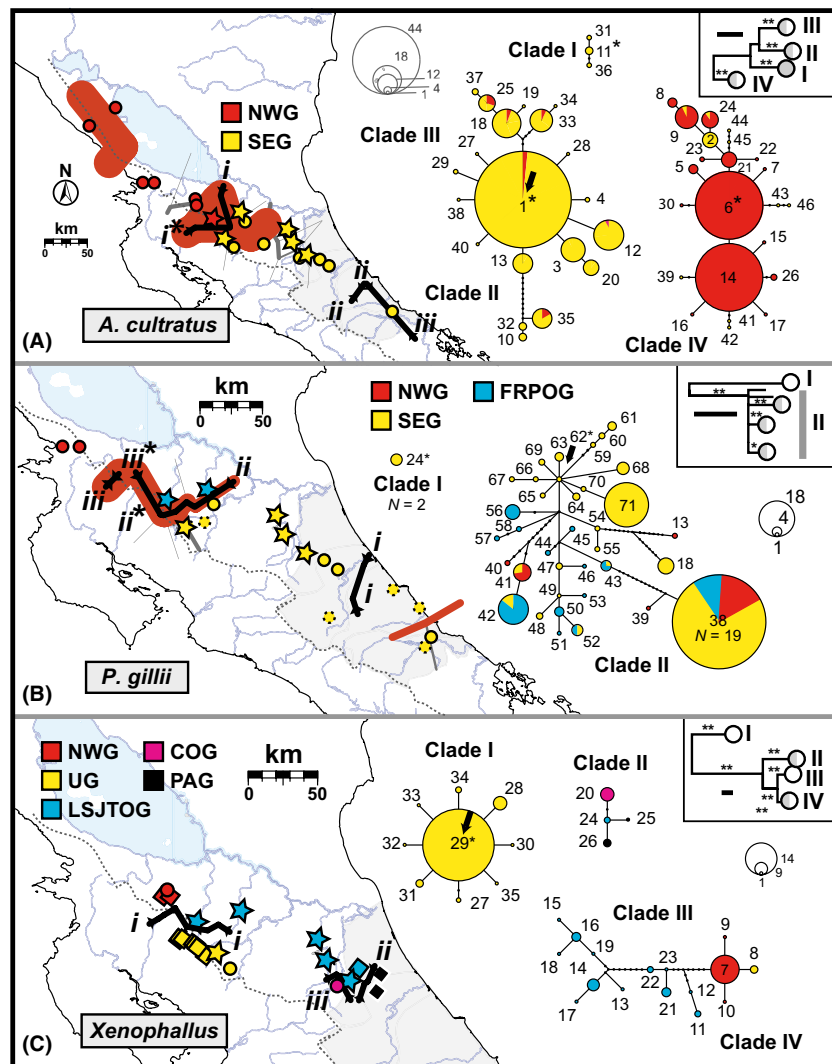 44
18
12
4
1
NWG
SEG
N
km
0 50
i
i*
ii
ii
iii
A. cultratus
(A)
Clade I
31
11*
36
Clade III
37
25
19
18
34
33
27
28
29
1*
4
38
40
12
3
20
13
Clade II
32
10
35
** III
** II
** I
IV **
8
24
9
2
44
45
23
22
21
5
7
30
6*
43 46
15
39
14
26
16
41
42
17
Clade IV
km
0 50
NWG
SEG
FRPOG
iii
iii*
ii
ii*
i
i
P. gillii
(B)
24*
Clade I
N = 2
62*
61
60
59
63
69
66
67
65
70
64
68
71
56
58
57
54
55
13
18
44
45
40
41
47
46
43
49
53
42
48
50
52
51
39
38
N = 19
Clade II
I
**
**
*
II
18
4
1
NWG
UG
LSJTOG
COG
PAG
km
0 50
i
i
ii
iii
Xenophallus
(C)
Clade I
34
28
33
32
29*
30
31
27
35
Clade II
20
24
25
26
** I
**
** II
** III
** IV
14
9
1
Clade III
15
16
19
18
14
17
13
23
22
21
12
11
9
7
8
10
Clade IV